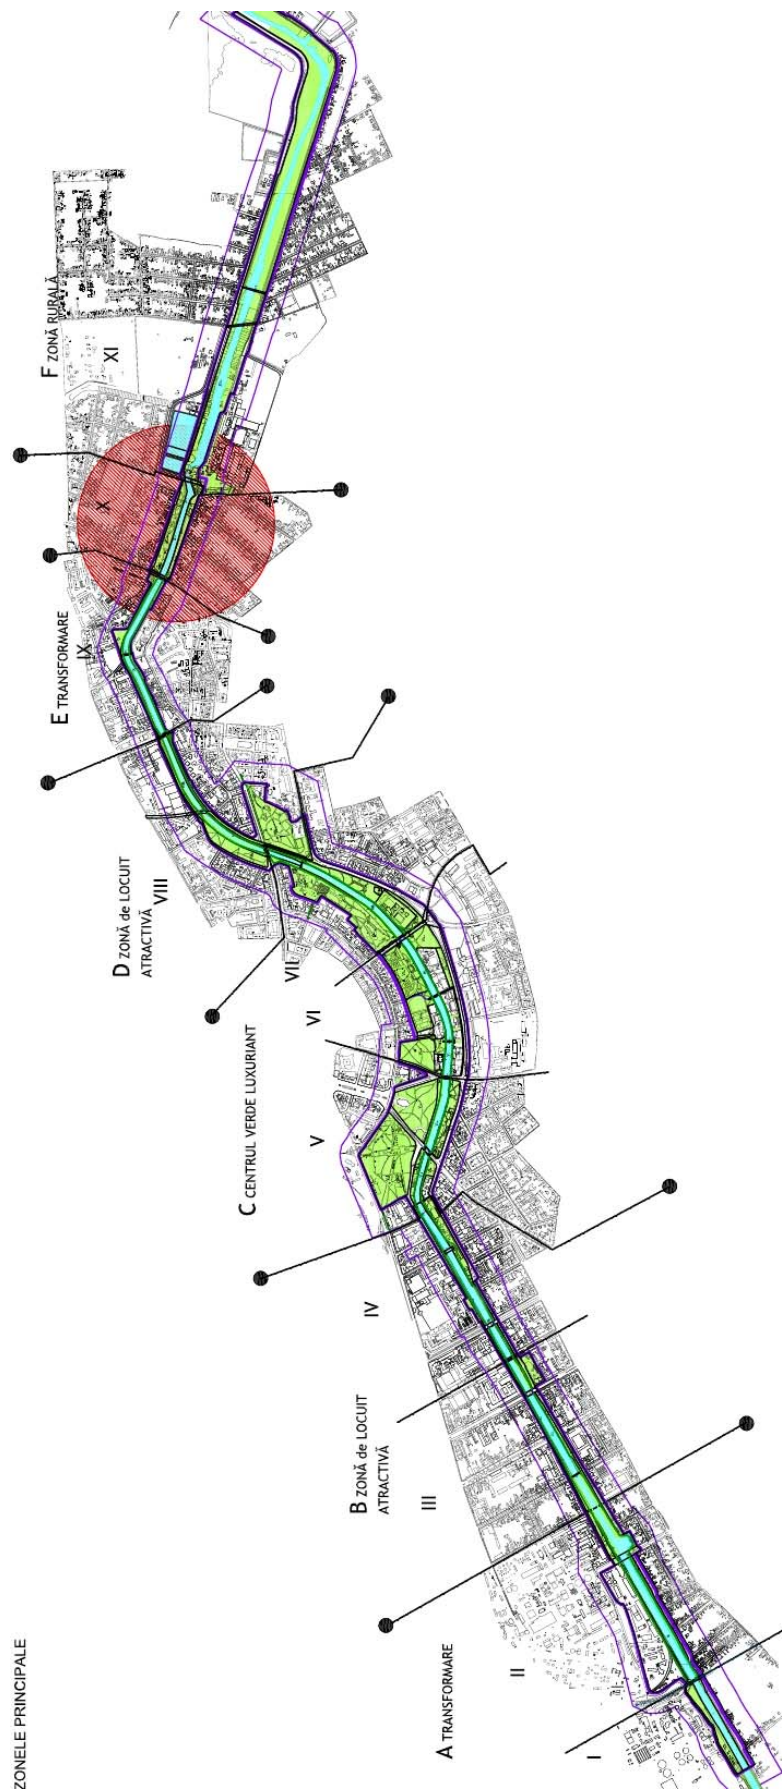 ZONELE PRINCIPALE
A TRANSFORMARE
I
II
B ZONĂ de LOCUIT
ATRACTIVĂ
III
IV
C CENTRUL VERDE LUXURIANT
V
VI
VII
D ZONĂ de LOCUIT
ATRACTIVĂ
VIII
E TRANSFORMARE
IX
X
F ZONĂ RURALĂ
XI